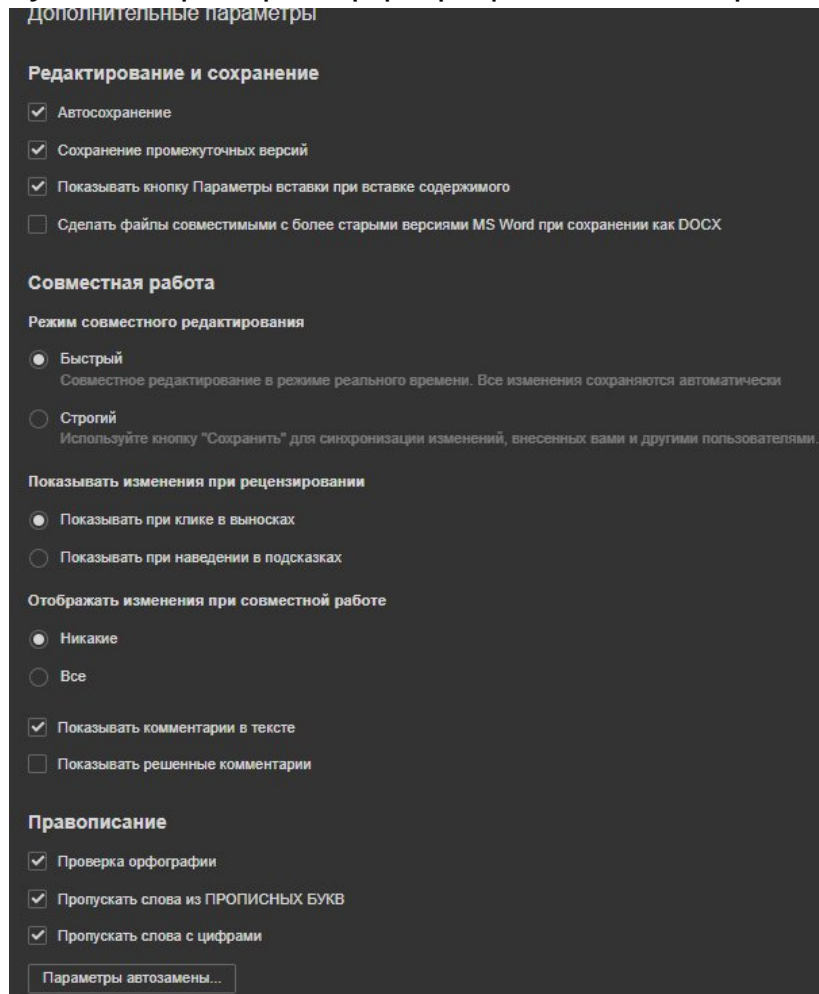 Дополнительные параметры
Редактирование и сохранение
Автосохранение
Сохранение промежуточных версий
Показывать кнопку Параметры вставки при вставке содержимого
Сделать файлы совместимыми с более старыми версиями MS Word при сохранении как DOCX
Совместная работа
Режим совместного редактирования
Быстрый
Совместное редактирование в режиме реального времени. Все изменения сохраняются автоматически
Строгий
Используйте кнопку "Сохранить" для синхронизации изменений, внесенных вами и другими пользователями.
Показывать изменения при рецензировании
Показывать при клике в выносках
Показывать при наведении в подсказках
Отображать изменения при совместной работе
Никакие
Все
Показывать комментарии в тексте
Показывать решенные комментарии
Правописание
Проверка орфографии
Пропускать слова из ПРОПИСНЫХ БУКВ
Пропускать слова с цифрами
Параметры автозамены...